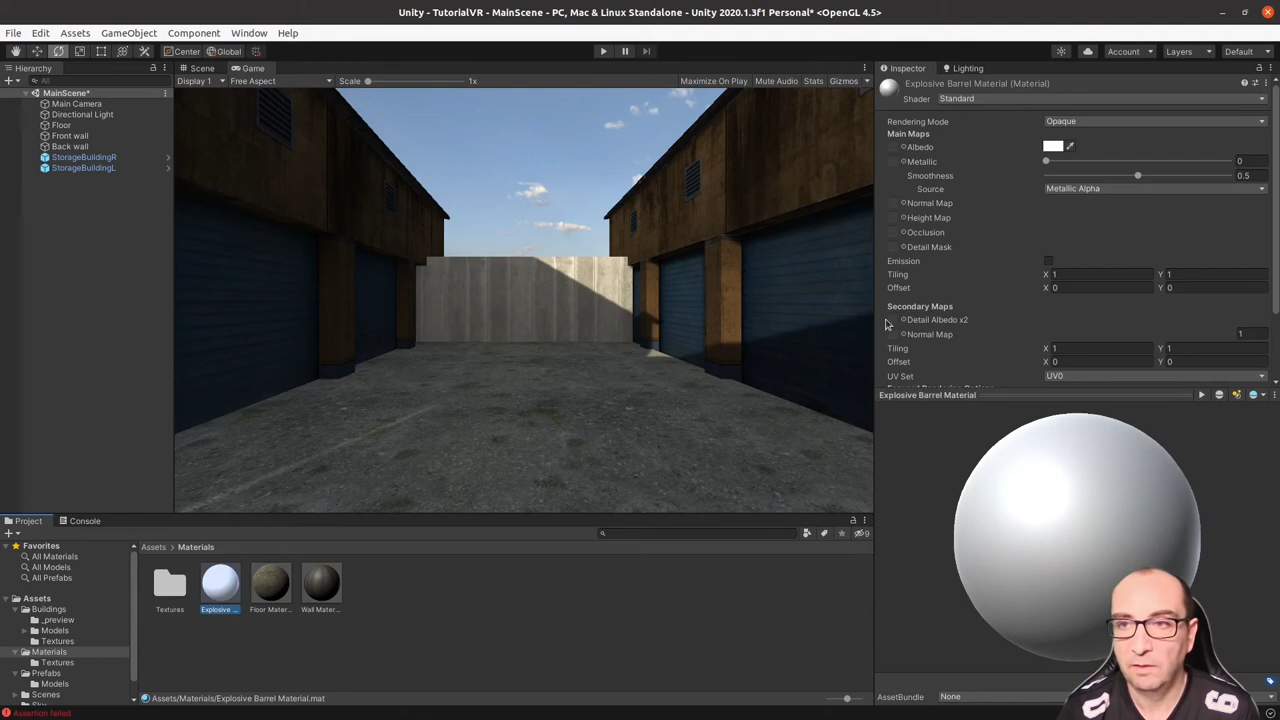 Unity - TutorialVR - MainScene - PC, Mac & Linux Standalone - Unity 2020.1.3f1 Personal* <OpenGL 4.5>
File Edit Assets GameObject Component Window Help
Center Global Account Layers Default
Hierarchy Scene Game Inspector Lighting
All Display 1 Free Aspect Scale 1x Maximize On Play Mute Audio Stats Gizmos
MainScene*
Main Camera
Directional Light
Floor
Front wall
Back wall
StorageBuildingR
StorageBuildingL
Explosive Barrel Material (Material)
Shader Standard
Rendering Mode Opaque
Main Maps
Albedo
Metallic 0
Smoothness 0.5
Source Metallic Alpha
Normal Map
Height Map
Occlusion
Detail Mask
Emission
Tiling X 1 Y 1
Offset X 0 Y 0
Secondary Maps
Detail Albedo x2
Normal Map 1
Tiling X 1 Y 1
Offset X 0 Y 0
UV Set UV0
Explosive Barrel Material
AssetBundle None
Project Console
9
Favorites
All Materials
All Models
All Prefabs
Assets
Buildings
_preview
Models
Textures
Materials
Textures
Prefabs
Models
Scenes
Assets > Materials
Textures Explosive ... Floor Mater... Wall Mater...
Assets/Materials/Explosive Barrel Material.mat
Assertion failed